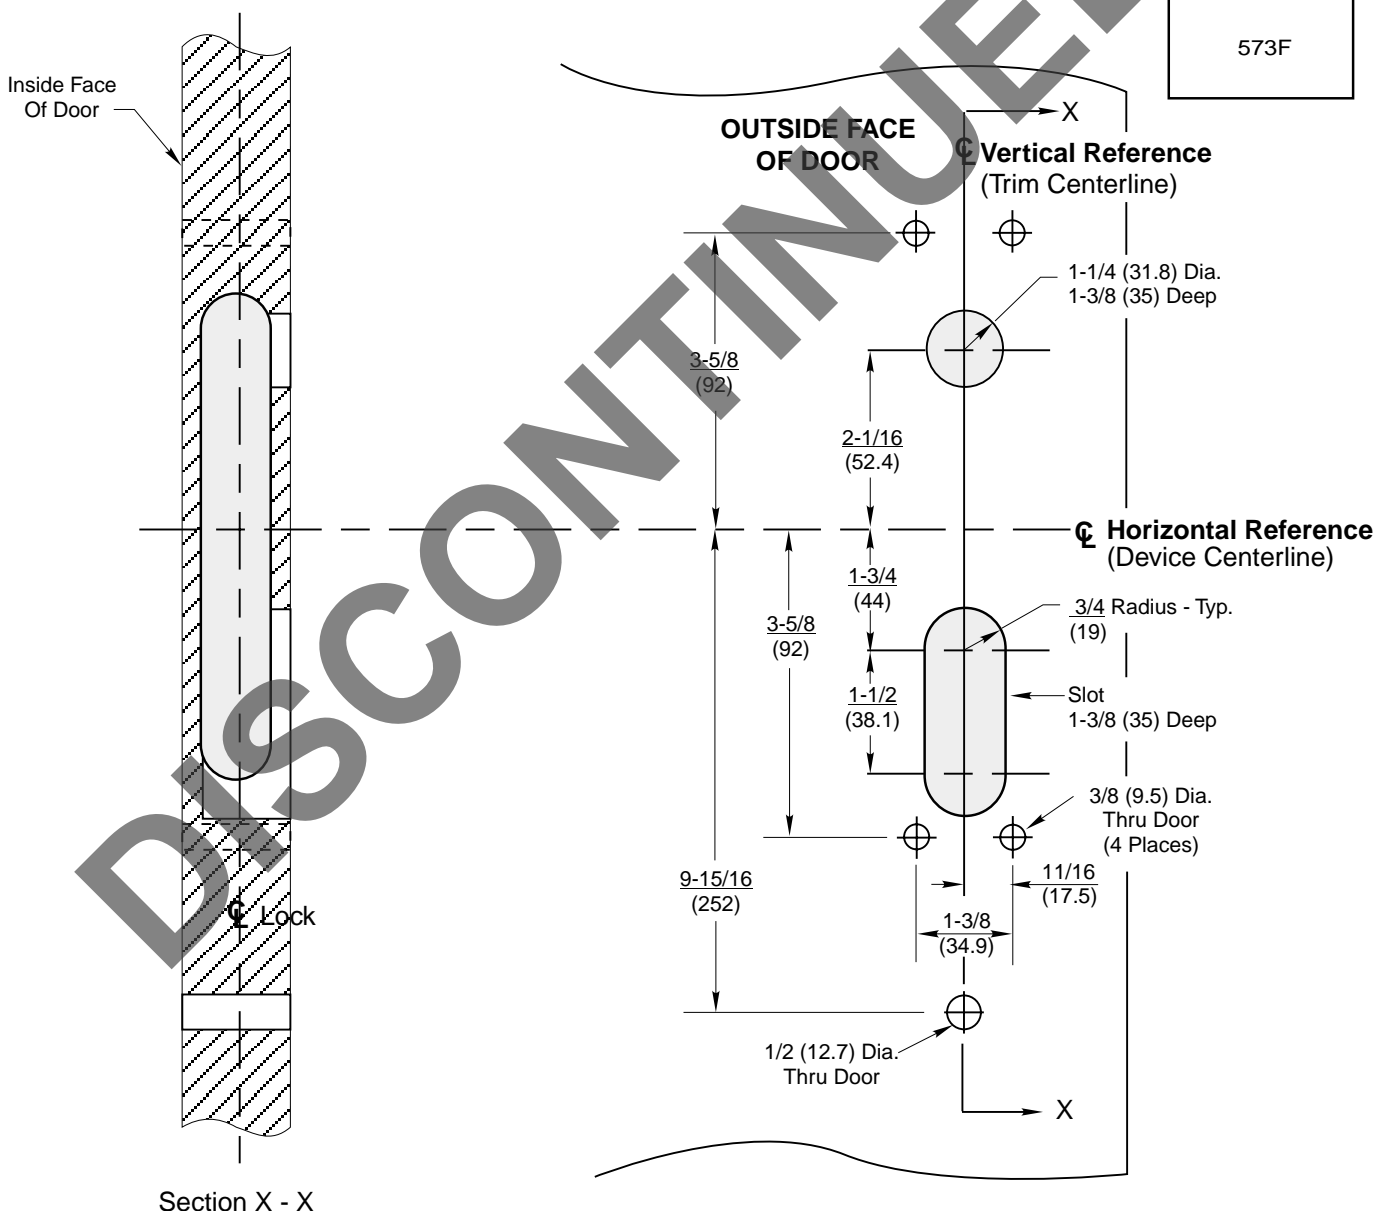 573F
Inside Face
Of Door
OUTSIDE FACE
OF DOOR
X
℄ Vertical Reference
(Trim Centerline)
1-1/4 (31.8) Dia.
1-3/8 (35) Deep
3-5/8
(92)
2-1/16
(52.4)
℄ Horizontal Reference
(Device Centerline)
1-3/4
(44)
3/4 Radius - Typ.
(19)
3-5/8
(92)
1-1/2
(38.1)
Slot
1-3/8 (35) Deep
3/8 (9.5) Dia.
Thru Door
(4 Places)
9-15/16
(252)
11/16
(17.5)
1-3/8
(34.9)
℄ Lock
1/2 (12.7) Dia.
Thru Door
X
Section X - X
DISCONTINUED